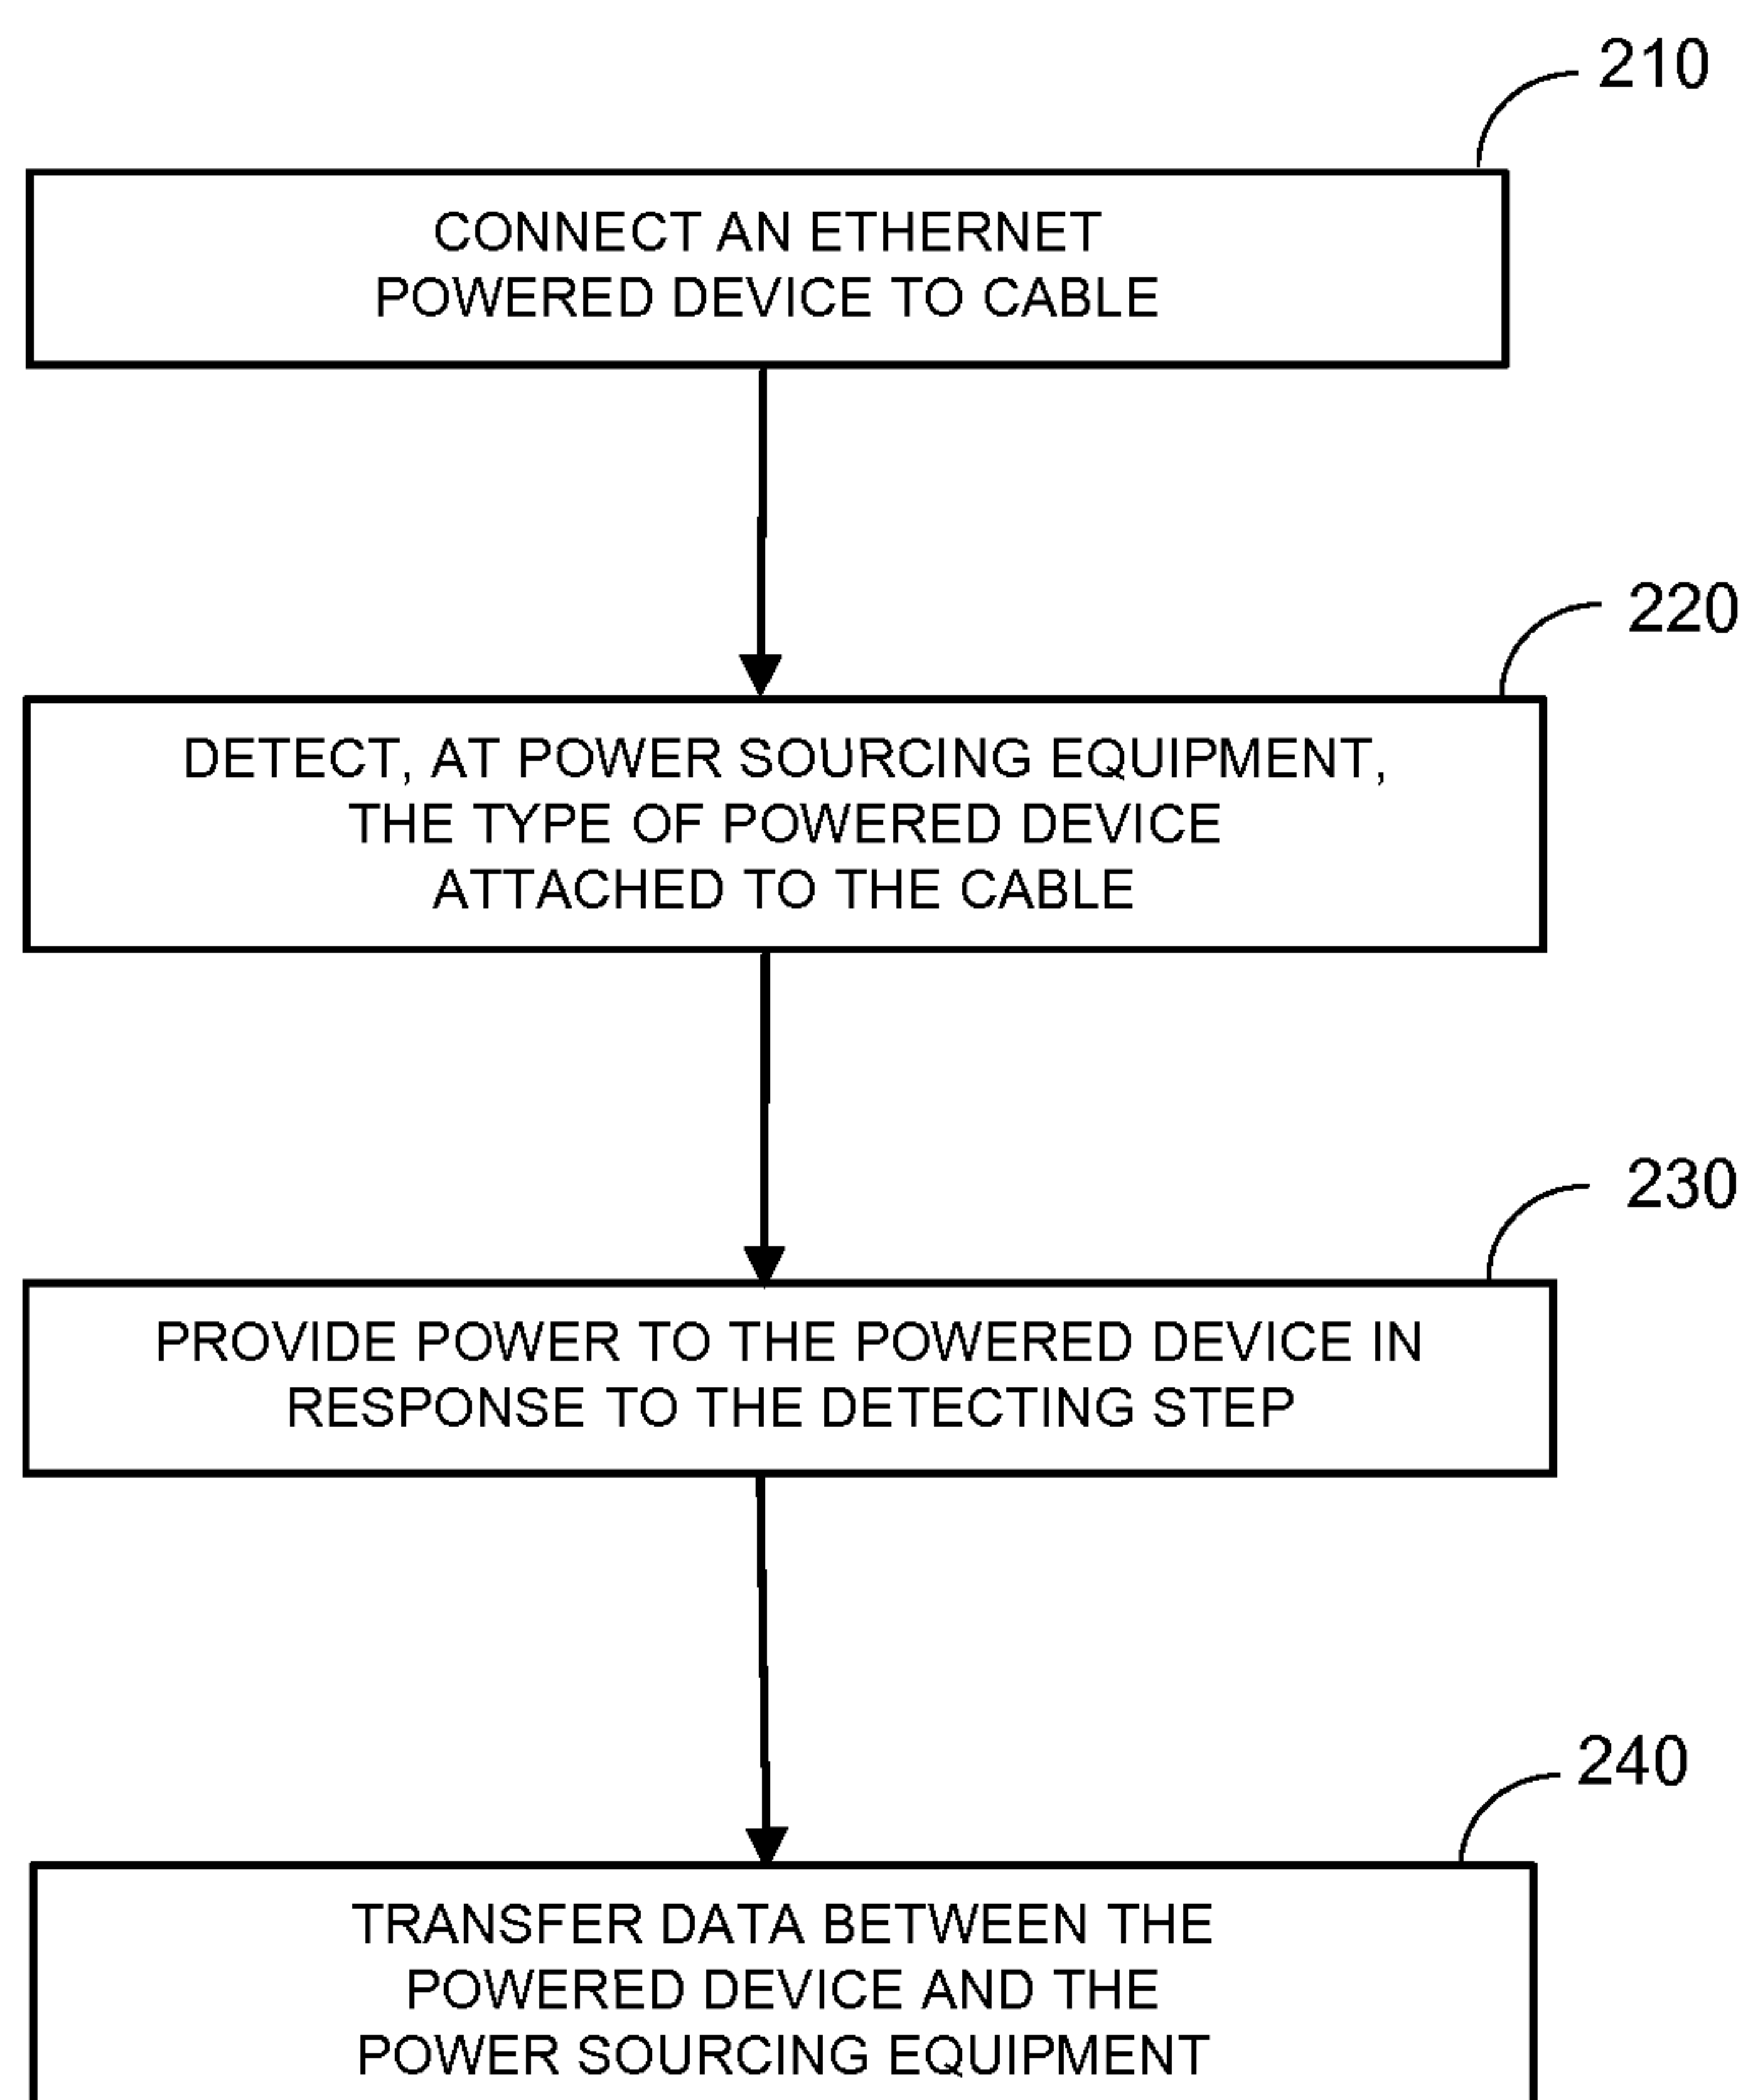 210
CONNECT AN ETHERNET
POWERED DEVICE TO CABLE
220
DETECT, AT POWER SOURCING EQUIPMENT,
THE TYPE OF POWERED DEVICE
ATTACHED TO THE CABLE
230
PROVIDE POWER TO THE POWERED DEVICE IN
RESPONSE TO THE DETECTING STEP
240
TRANSFER DATA BETWEEN THE
POWERED DEVICE AND THE
POWER SOURCING EQUIPMENT